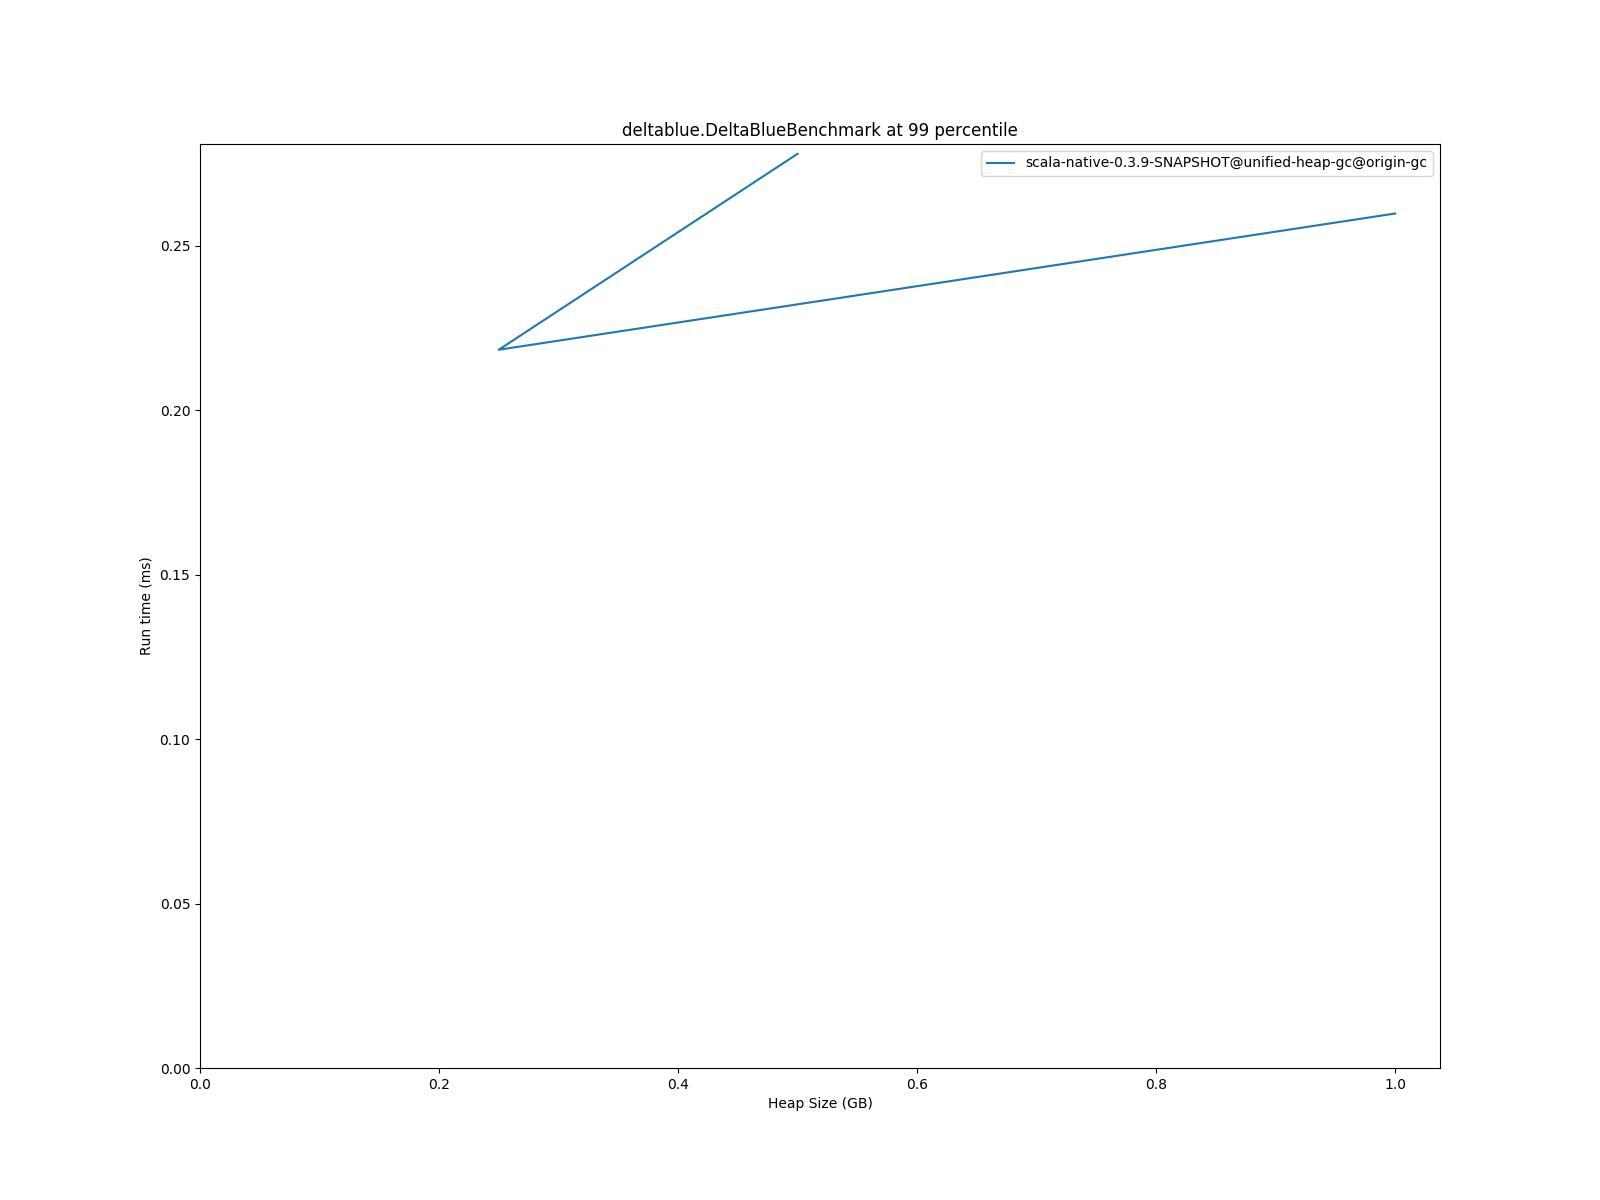 deltablue.DeltaBlueBenchmark at 99 percentile
scala-native-0.3.9-SNAPSHOT@unified-heap-gc@origin-gc
0.25
0.20
0.15
0.10
0.05
0.00
Run time (ms)
0.0 0.2 0.4 0.6 0.8 1.0
Heap Size (GB)